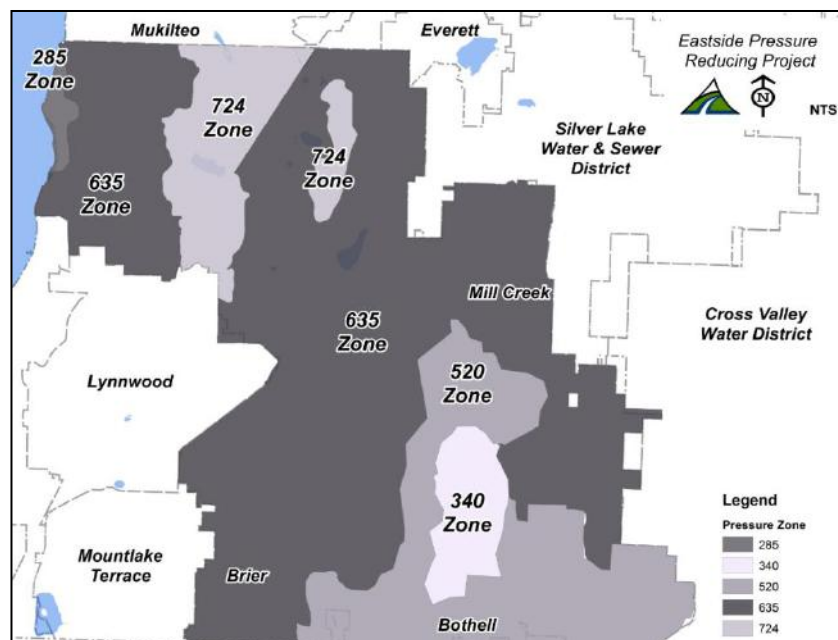 Mukilteo
Everett
Eastside Pressure
Reducing Project
N
NTS
285
Zone
724
Zone
724
Zone
Silver Lake
Water & Sewer
District
635
Zone
Mill Creek
635
Zone
Cross Valley
Water District
Lynnwood
520
Zone
340
Zone
Mountlake
Terrace
Brier
Bothell
Legend
Pressure Zone
285
340
520
635
724